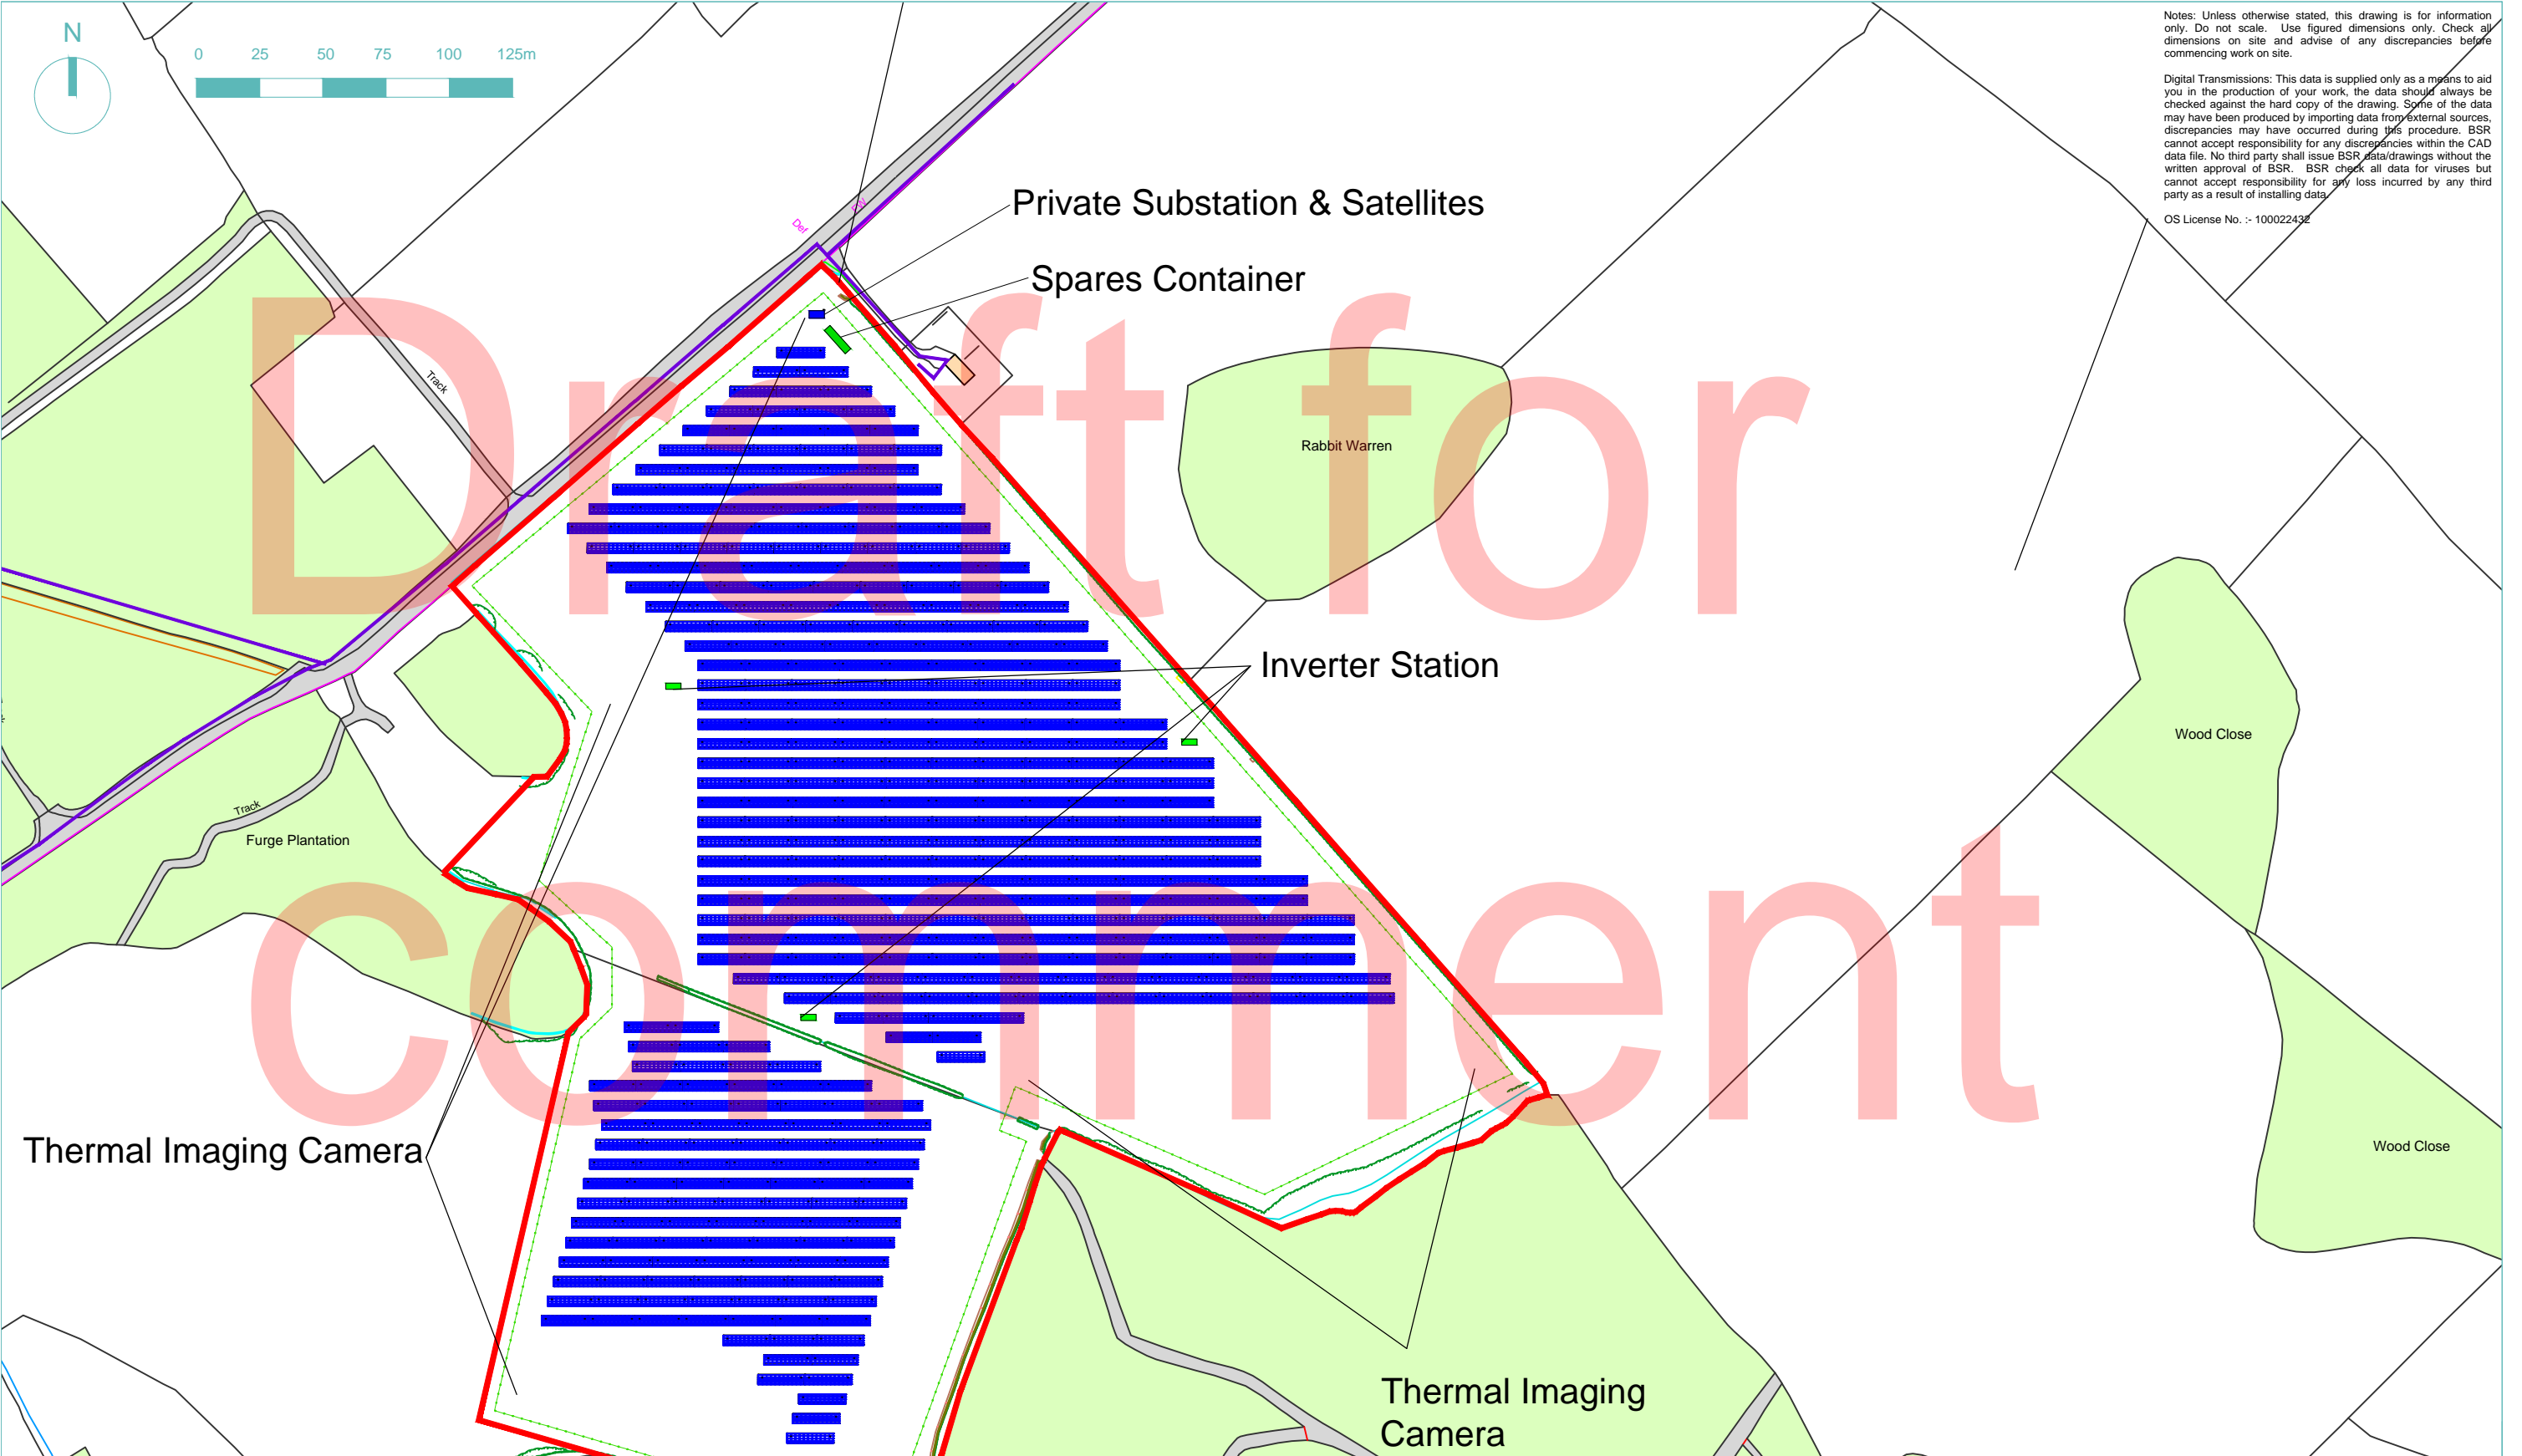 N
0 25 50 75 100 125m
Notes: Unless otherwise stated, this drawing is for information
only. Do not scale. Use figured dimensions only. Check all
dimensions on site and advise of any discrepancies before
commencing work on site.
Digital Transmissions: This data is supplied only as a means to aid
you in the production of your work, the data should always be
checked against the hard copy of the drawing. Some of the data
may have been produced by importing data from external sources,
discrepancies may have occurred during this procedure. BSR
cannot accept responsibility for any discrepancies within the CAD
data file. No third party shall issue BSR data/drawings without the
written approval of BSR. BSR check all data for viruses but
cannot accept responsibility for any loss incurred by any third
party as a result of installing data.
OS License No. :- 100022432
Private Substation & Satellites
Def
FW
Spares Container
Track
Draft for
Rabbit Warren
Inverter Station
Wood Close
Track
Furge Plantation
comment
Thermal Imaging Camera
Wood Close
Thermal Imaging
Camera